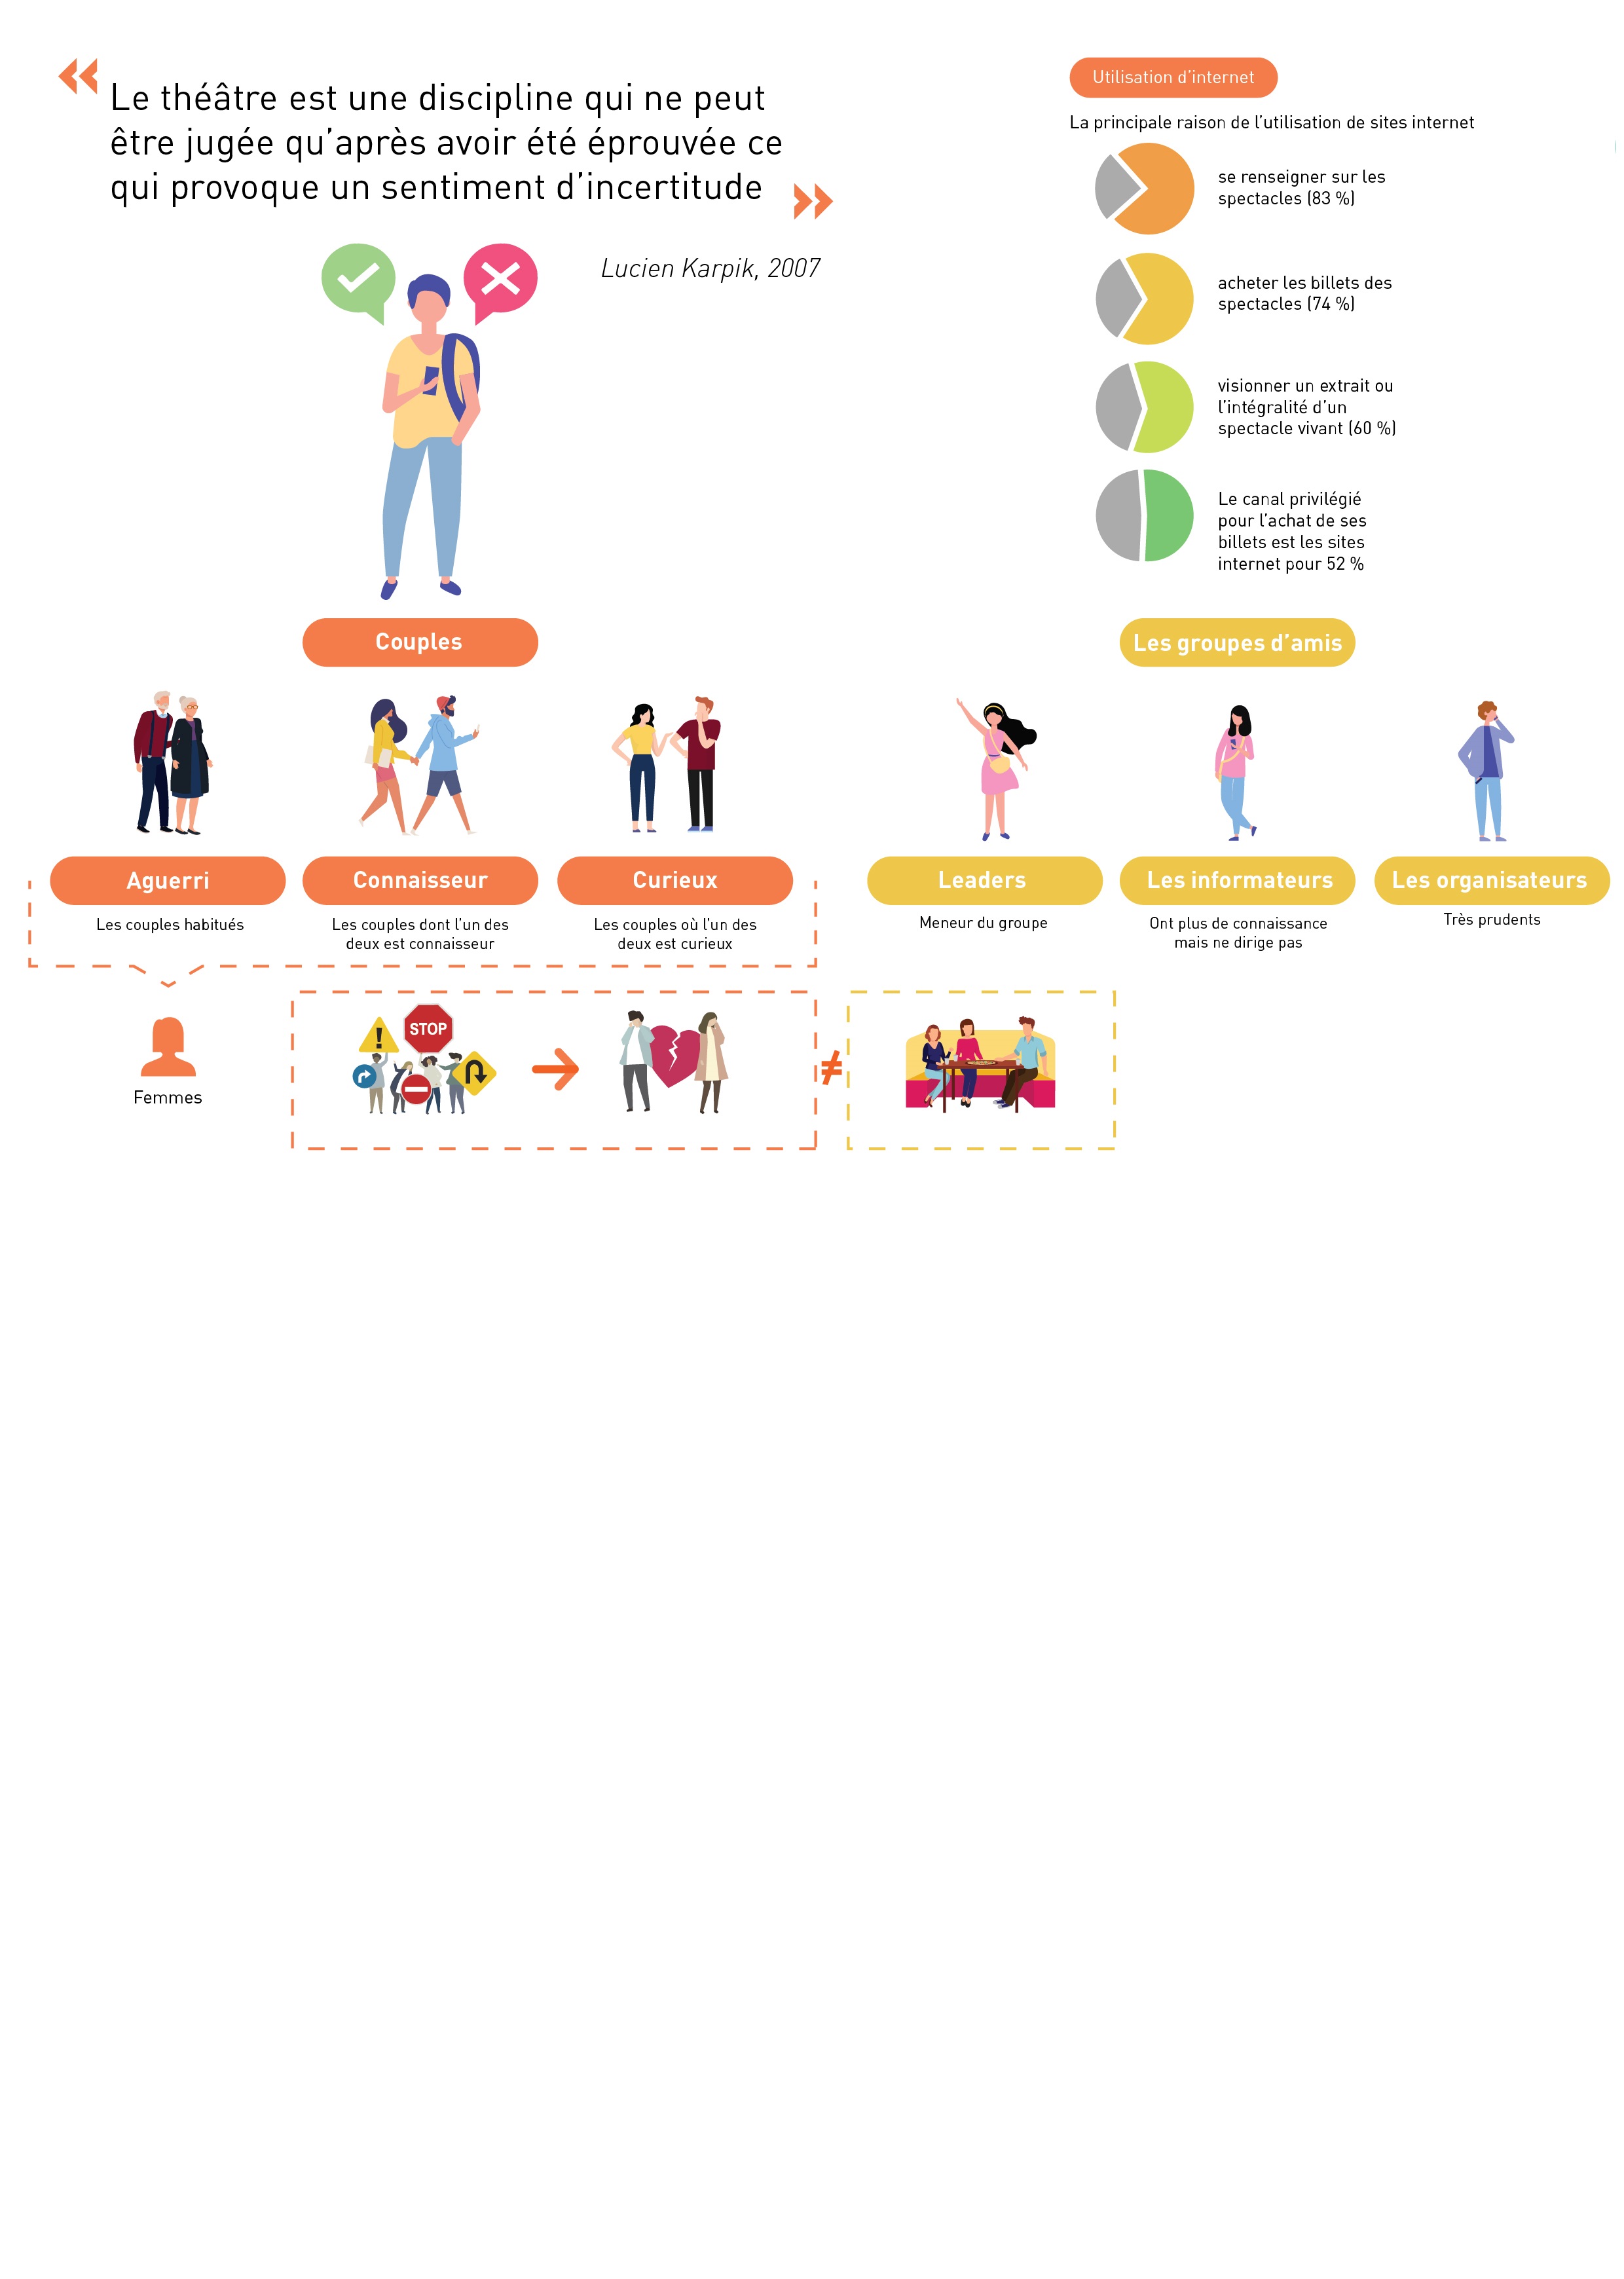 « Le théâtre est une discipline qui ne peut
être jugée qu’après avoir été éprouvée ce
qui provoque un sentiment d’incertitude »
Lucien Karpik, 2007
Utilisation d’internet
La principale raison de l’utilisation de sites internet
se renseigner sur les
spectacles (83 %)
acheter les billets des
spectacles (74 %)
visionner un extrait ou
l’intégralité d’un
spectacle vivant (60 %)
Le canal privilégié
pour l’achat de ses
billets est les sites
internet pour 52 %
Couples
Aguerri
Les couples habitués
Connaisseur
Les couples dont l’un des
deux est connaisseur
Curieux
Les couples où l’un des
deux est curieux
Femmes
STOP
≠
Les groupes d’amis
Leaders
Meneur du groupe
Les informateurs
Ont plus de connaissance
mais ne dirige pas
Les organisateurs
Très prudents